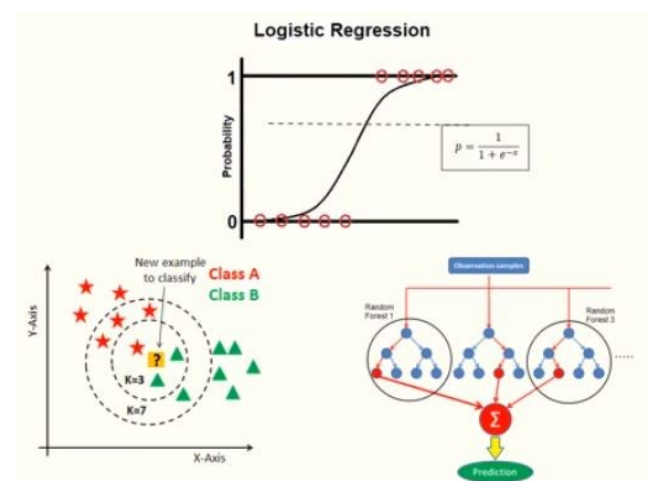 Logistic Regression
1
Probability
0
p = 1 / (1 + e^{-x})
New example
to classify
Class A
Class B
Y-Axis
?
K=3
K=7
X-Axis
Observation samples
Random
Forest 1
Random
Forest 3
.....
Σ
Prediction